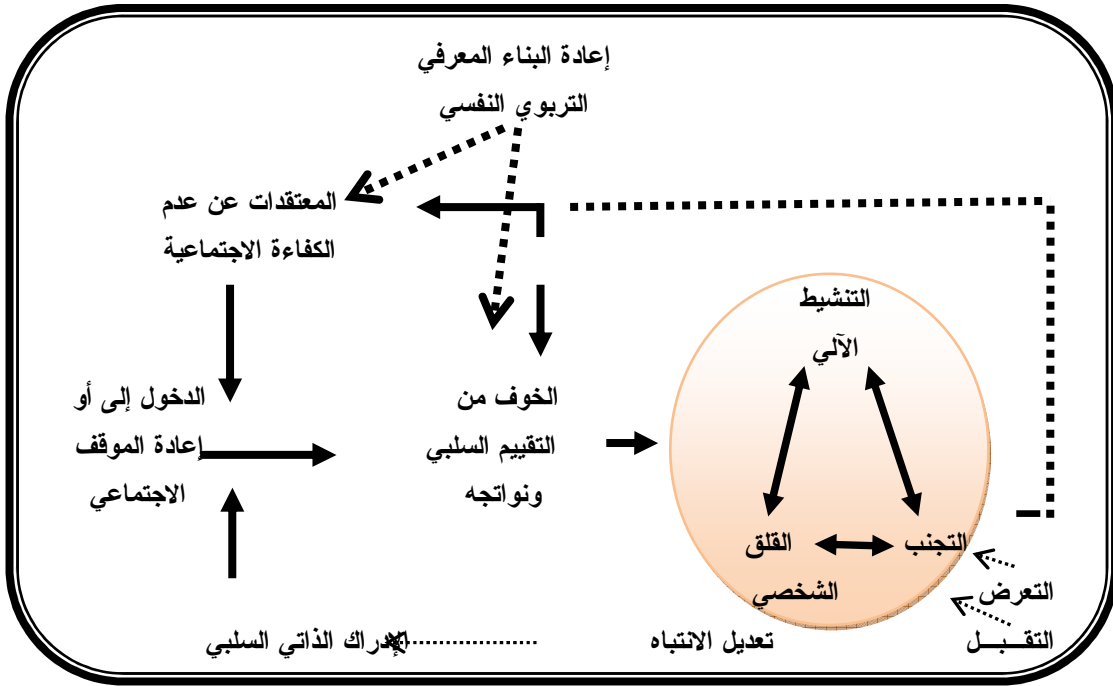 إعادة البناء المعرفي
التربوي النفسي
المعتقدات عن عدم
الكفاءة الاجتماعية
التنشيط
الآلي
الدخول إلى أو
إعادة الموقف
الاجتماعي
الخوف من
التقييم السلبي
ونواتجه
التجنب
القلق
الشخصي
التعرض
التقـــبـــل
تعديل الانتباه
الإدراك الذاتي السلبي